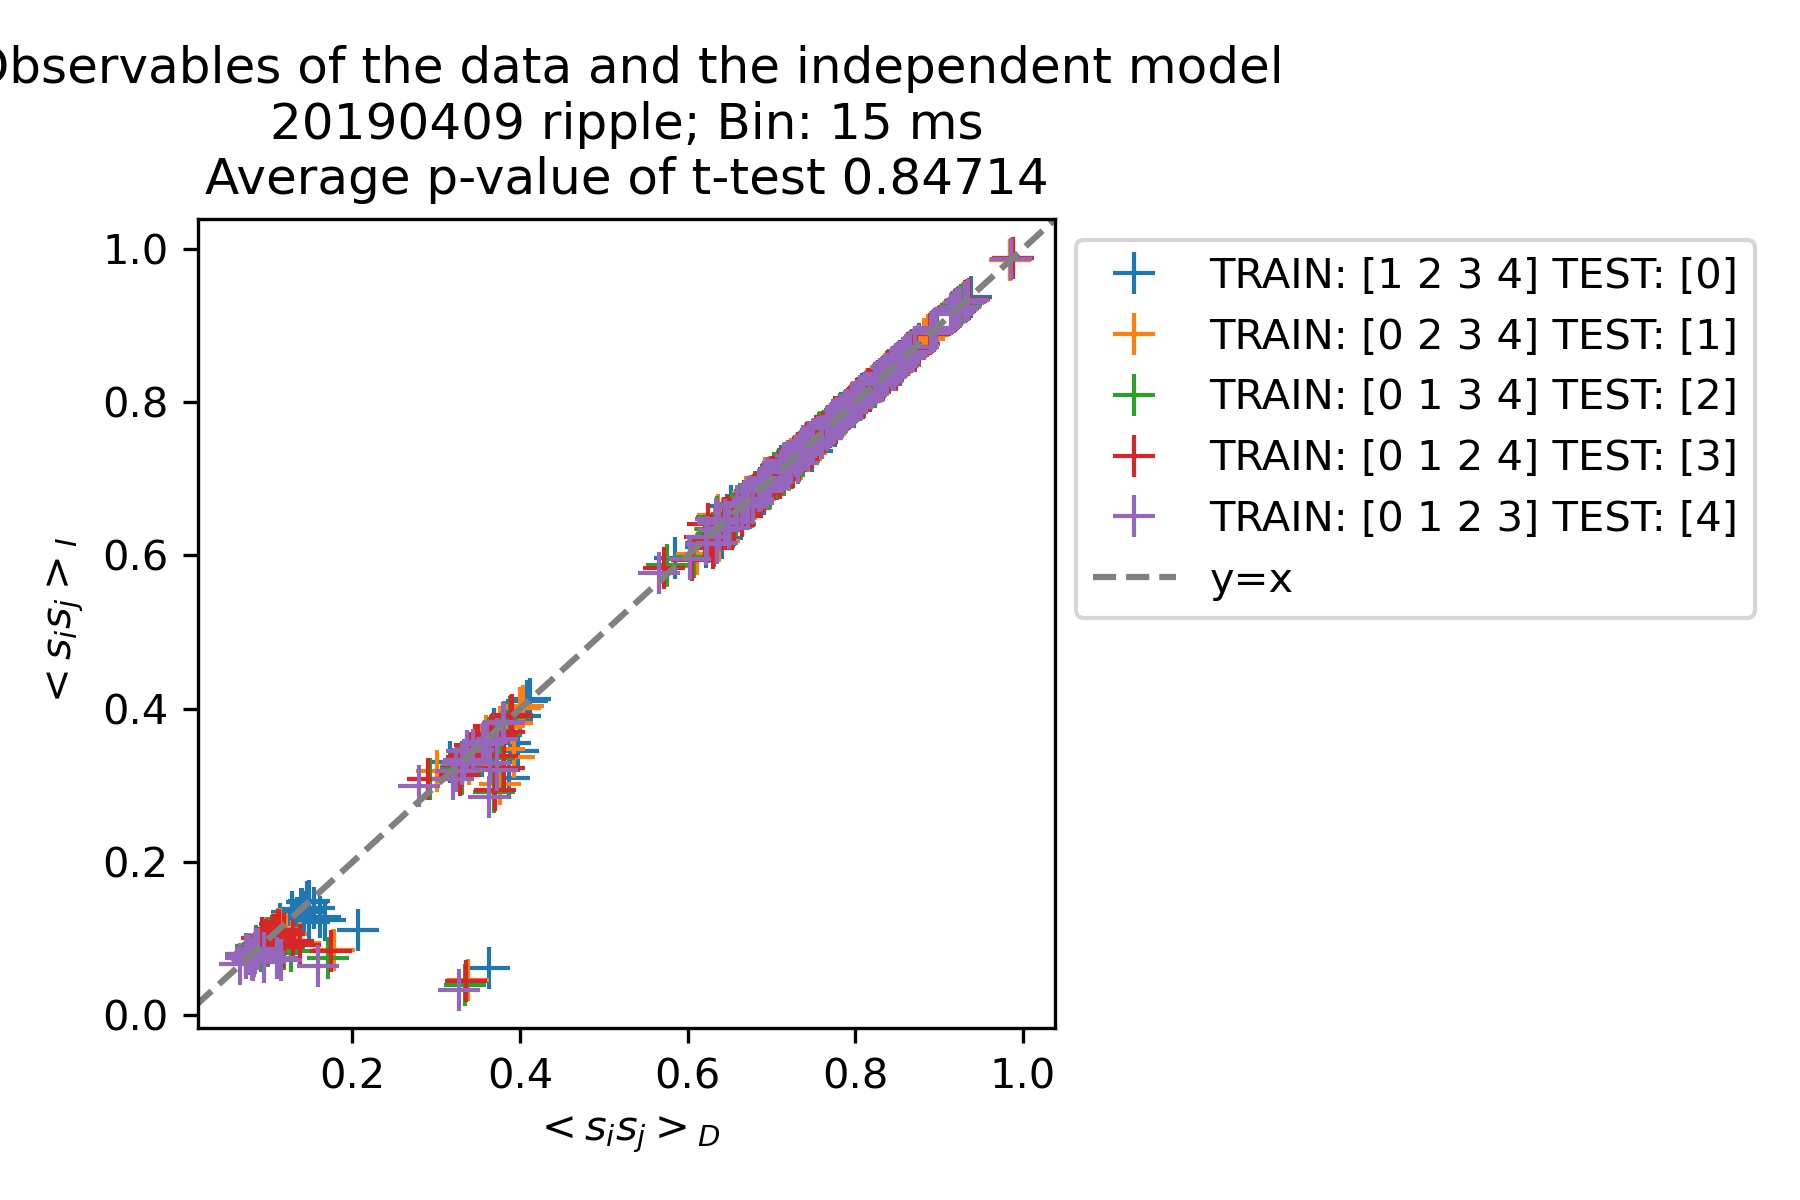 Observables of the data and the independent model
20190409 ripple; Bin: 15 ms
Average p-value of t-test 0.84714
1.0
0.8
0.6
0.4
0.2
0.0
0.2 0.4 0.6 0.8 1.0
< s_i s_j >_I
< s_i s_j >_D
TRAIN: [1 2 3 4] TEST: [0]
TRAIN: [0 2 3 4] TEST: [1]
TRAIN: [0 1 3 4] TEST: [2]
TRAIN: [0 1 2 4] TEST: [3]
TRAIN: [0 1 2 3] TEST: [4]
y=x